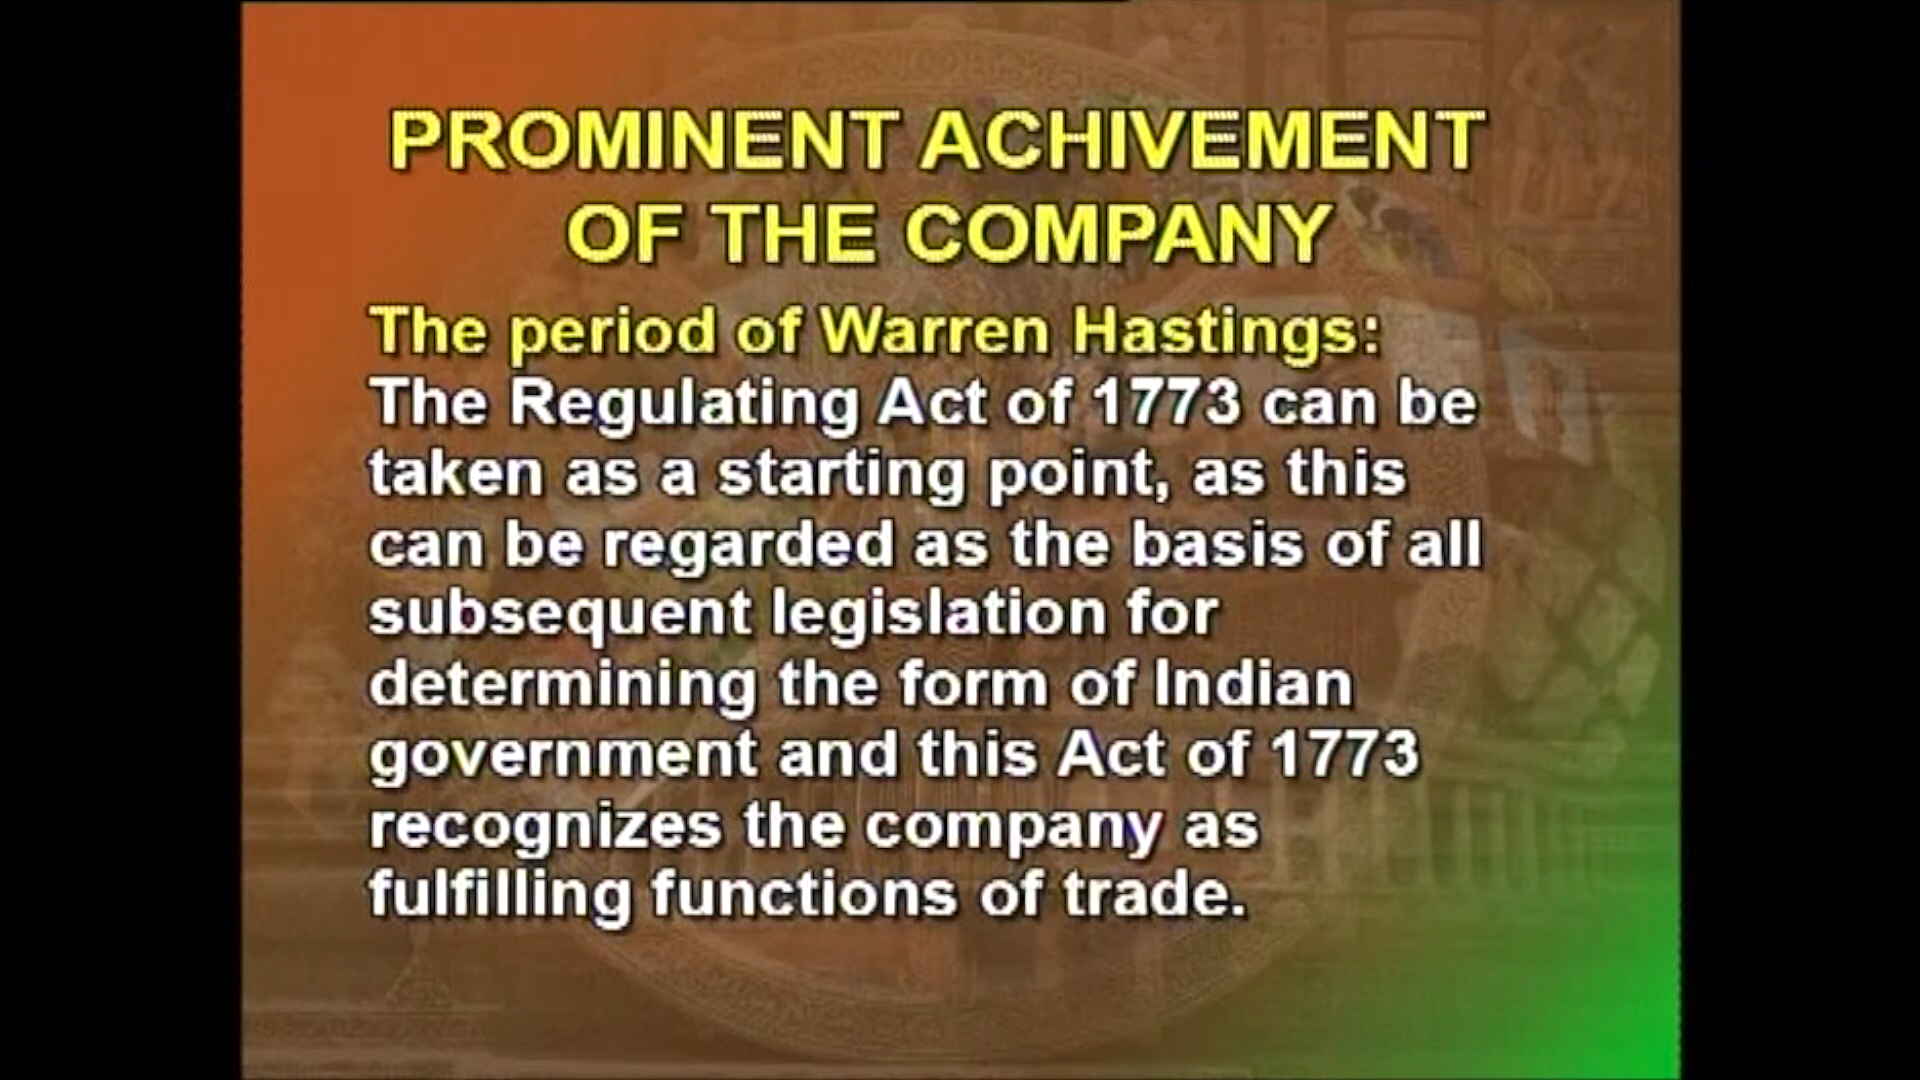 PROMINENT ACHIVEMENT
OF THE COMPANY
The period of Warren Hastings:
The Regulating Act of 1773 can be
taken as a starting point, as this
can be regarded as the basis of all
subsequent legislation for
determining the form of Indian
government and this Act of 1773
recognizes the company as
fulfilling functions of trade.